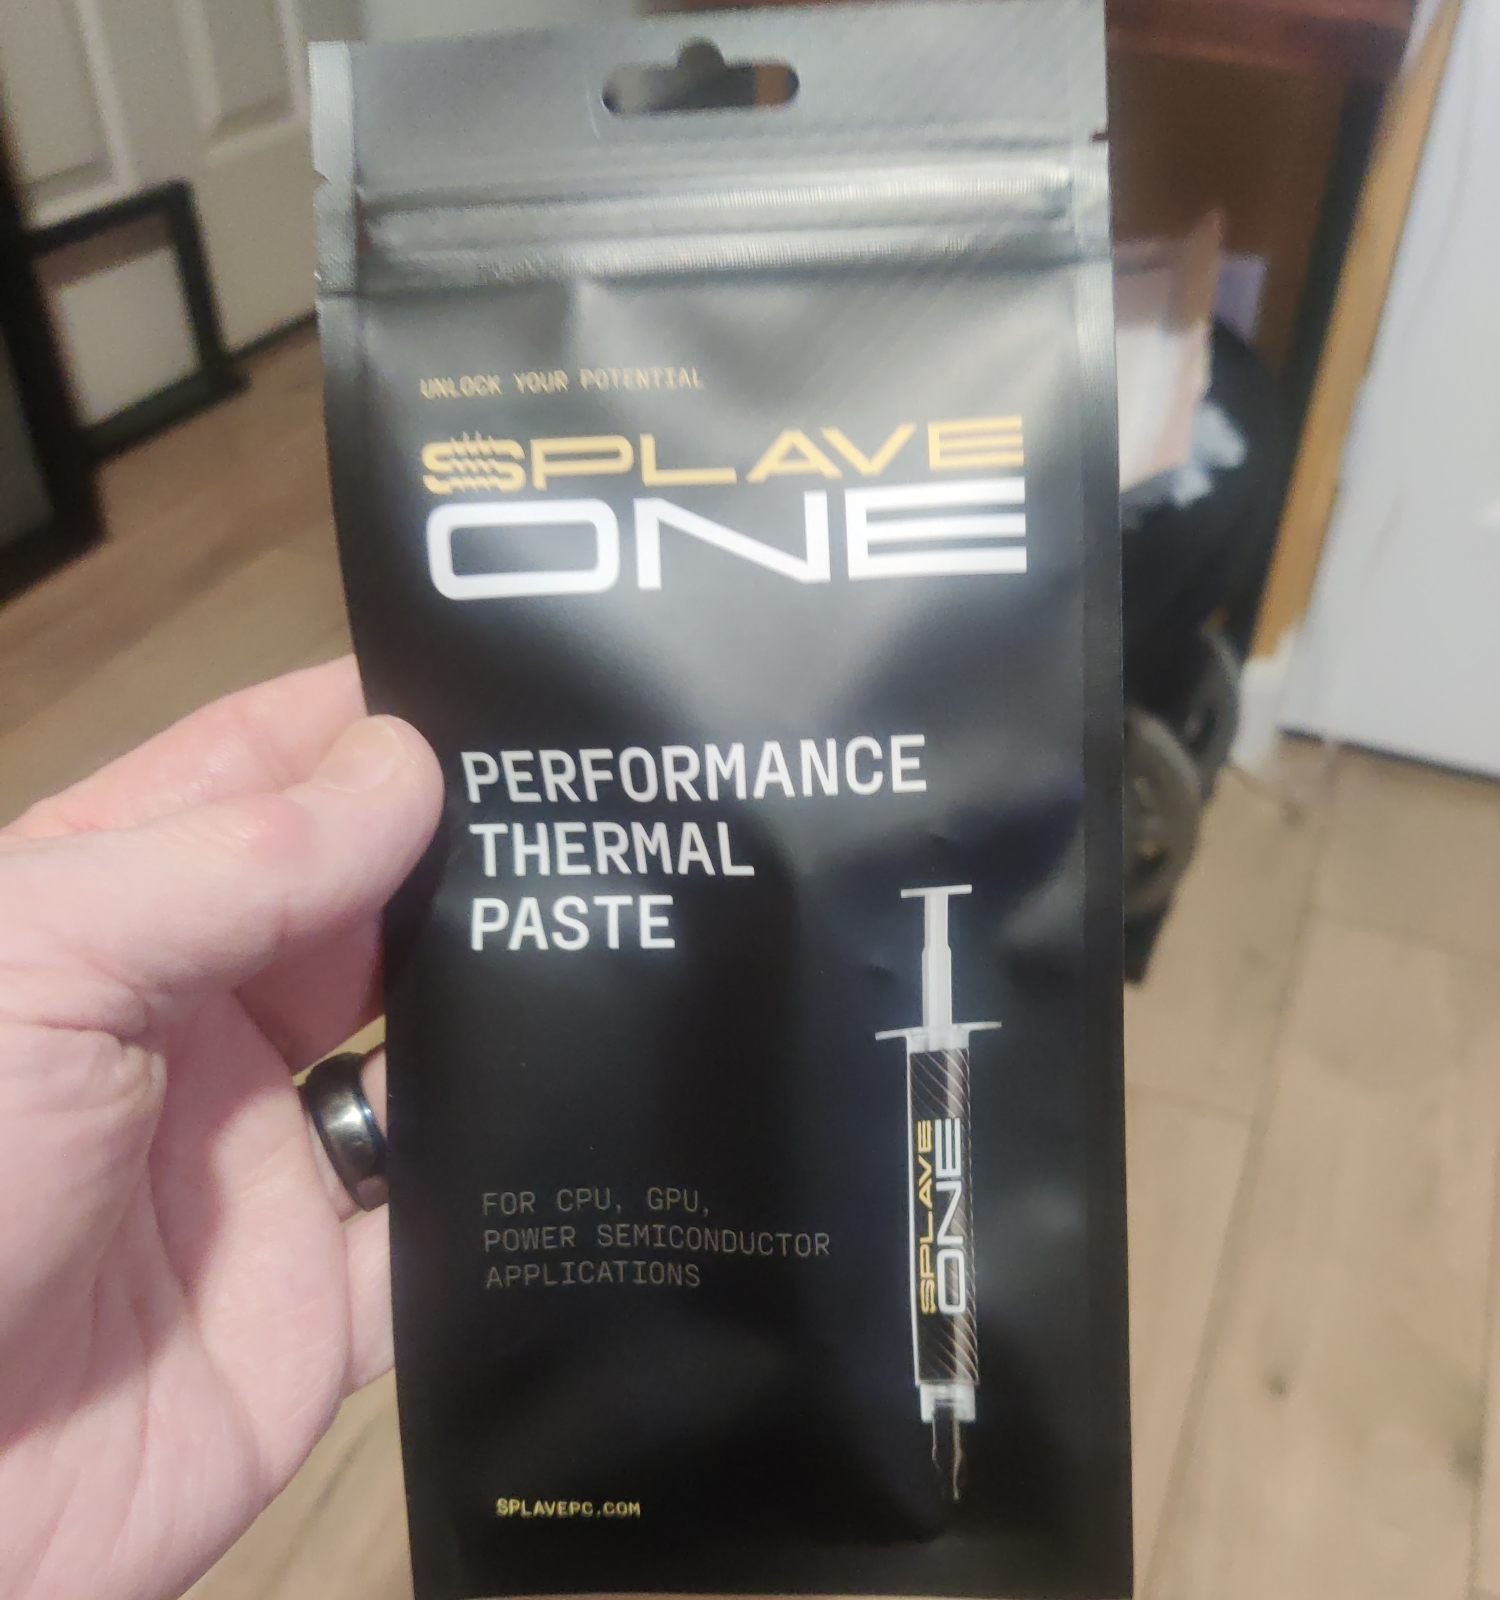 UNLOCK YOUR POTENTIAL
SPLAVE
ONE
PERFORMANCE
THERMAL
PASTE
SPLAVE
ONE
FOR CPU, GPU,
POWER SEMICONDUCTOR
APPLICATIONS
SPLAVEPC.COM